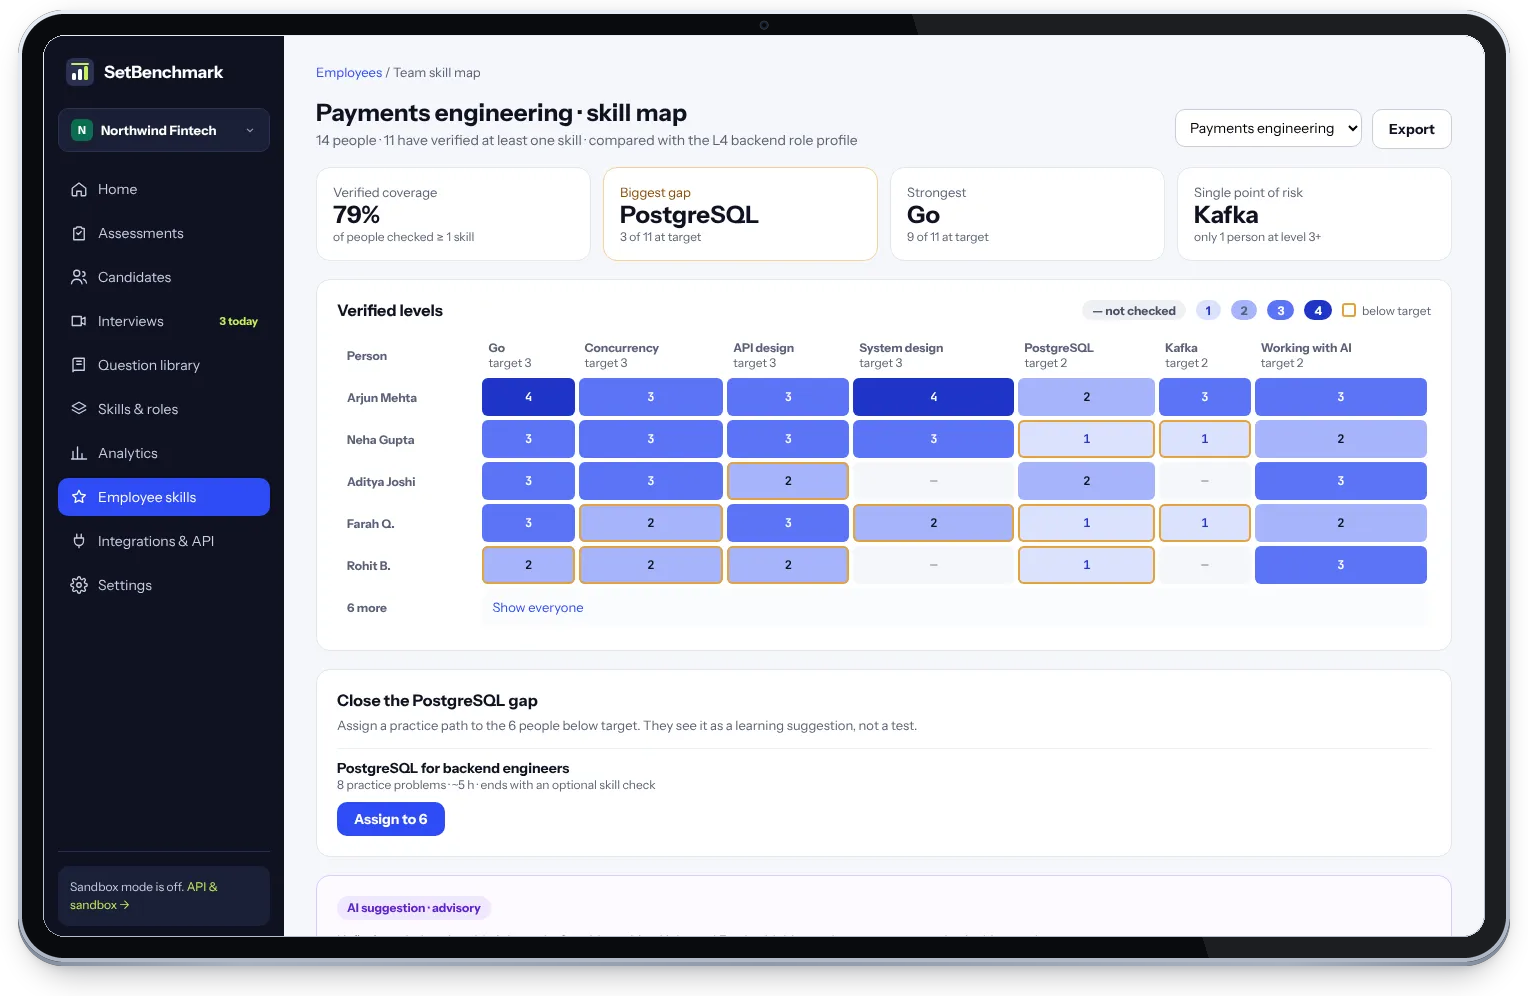 SetBenchmark
N Northwind Fintech
Home
Assessments
Candidates
Interviews 3 today
Question library
Skills & roles
Analytics
Employee skills
Integrations & API
Settings
Sandbox mode is off. API &
sandbox →
Employees / Team skill map
Payments engineering · skill map
14 people · 11 have verified at least one skill · compared with the L4 backend role profile
Payments engineering
Export
Verified coverage
79%
of people checked ≥ 1 skill
Biggest gap
PostgreSQL
3 of 11 at target
Strongest
Go
9 of 11 at target
Single point of risk
Kafka
only 1 person at level 3+
Verified levels
— not checked 1 2 3 4 below target
Person
Go
target 3
Concurrency
target 3
API design
target 3
System design
target 3
PostgreSQL
target 2
Kafka
target 2
Working with AI
target 2
Arjun Mehta 4 3 3 4 2 3 3
Neha Gupta 3 3 3 3 1 1 2
Aditya Joshi 3 3 2 — 2 — 3
Farah Q. 3 2 3 2 1 1 2
Rohit B. 2 2 2 — 1 — 3
6 more Show everyone
Close the PostgreSQL gap
Assign a practice path to the 6 people below target. They see it as a learning suggestion, not a test.
PostgreSQL for backend engineers
8 practice problems · ~5 h · ends with an optional skill check
Assign to 6
AI suggestion · advisory